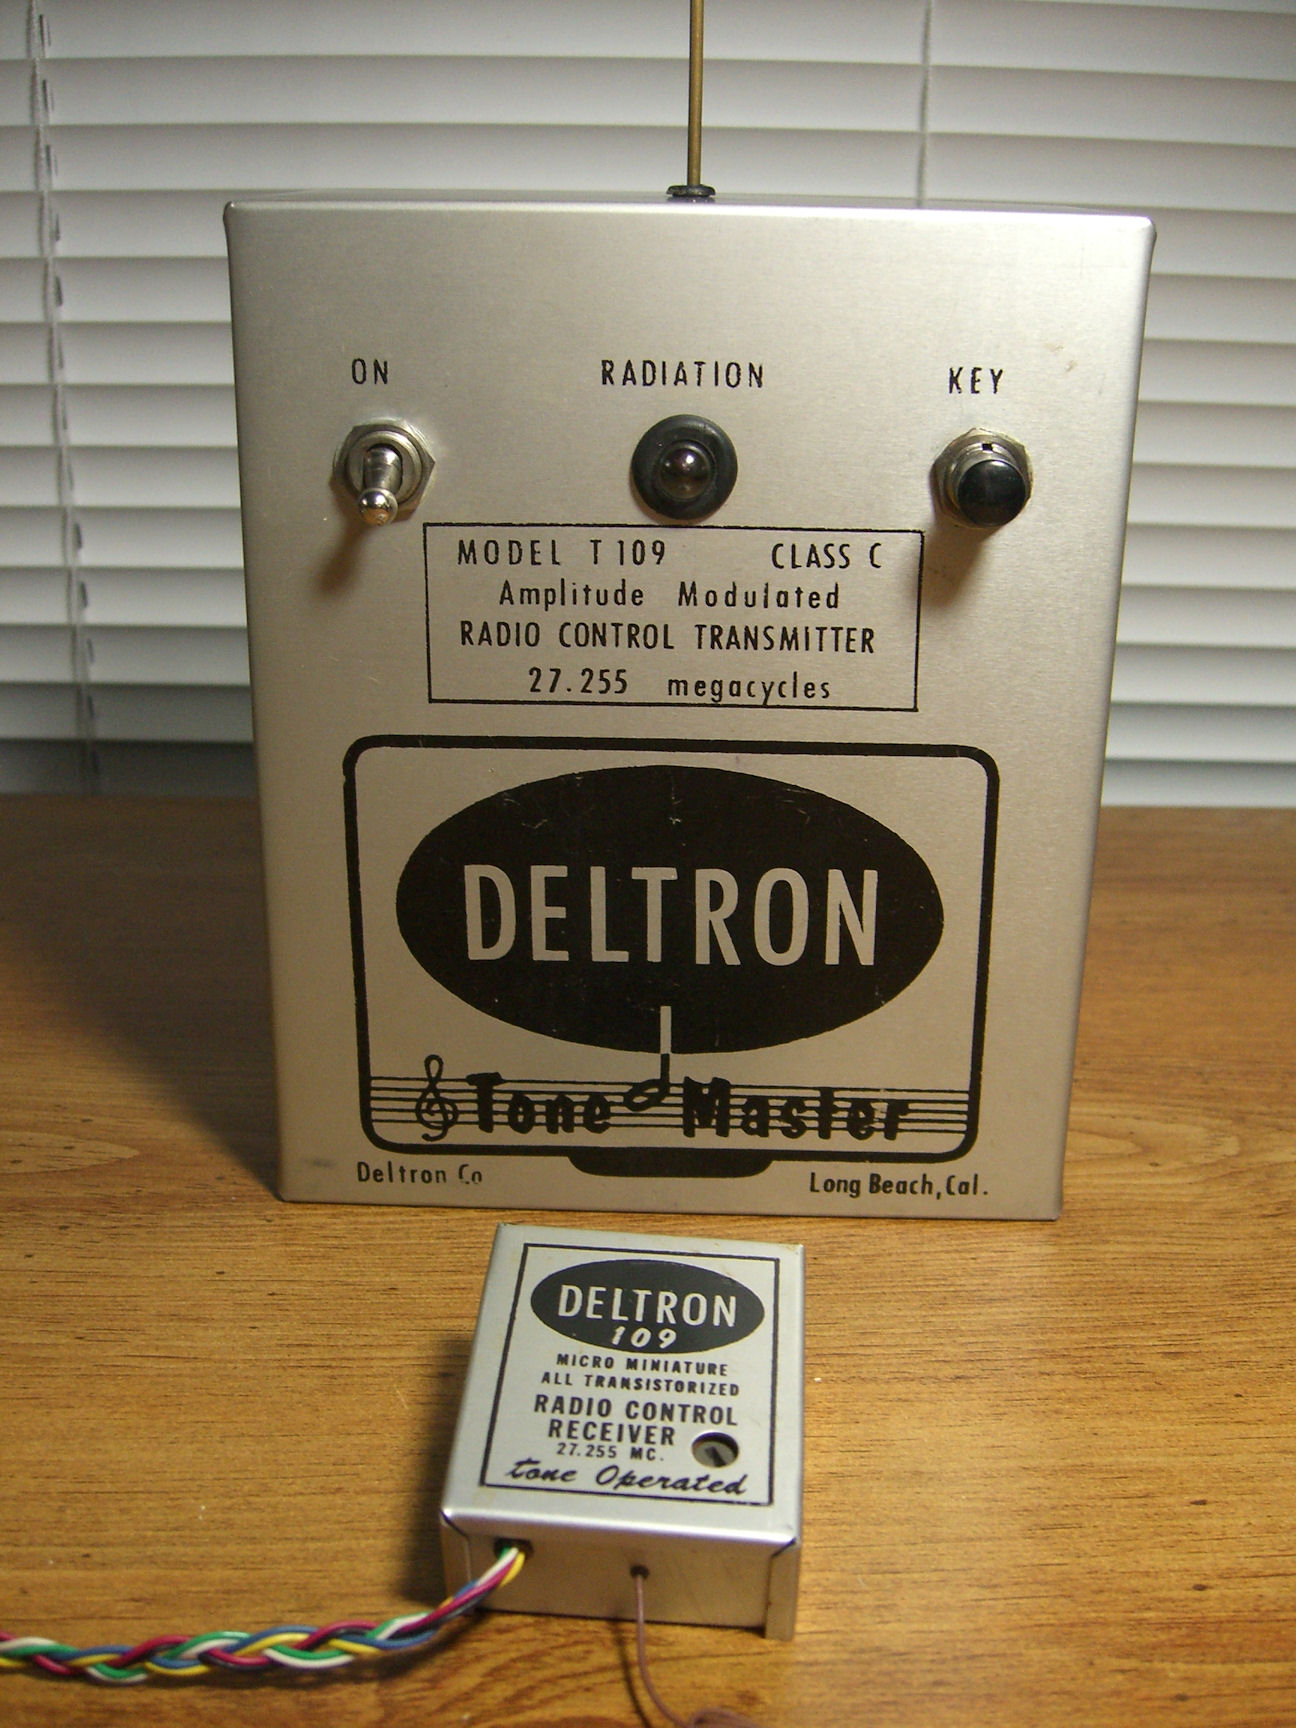 ON RADIATION KEY
MODEL T109 CLASS C
Amplitude Modulated
RADIO CONTROL TRANSMITTER
27.255 megacycles
DELTRON
Tone Master
Deltron Co Long Beach, Cal.
DELTRON
109
MICRO MINIATURE
ALL TRANSISTORIZED
RADIO CONTROL
RECEIVER
27.255 MC.
tone Operated